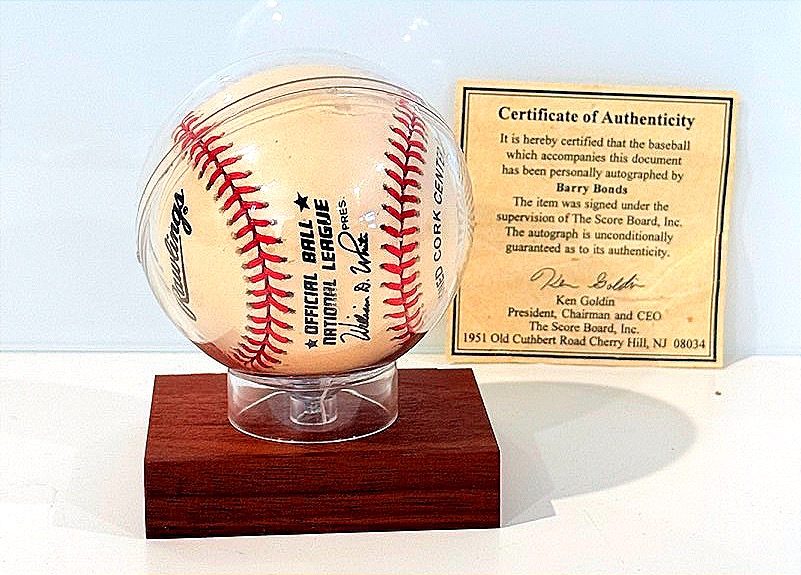 Rawlings®
★ OFFICIAL BALL ★
NATIONAL LEAGUE
William D. White PRES.
CORK CENTE
Certificate of Authenticity
It is hereby certified that the baseball
which accompanies this document
has been personally autographed by
Barry Bonds
The item was signed under the
supervision of The Score Board, Inc.
The autograph is unconditionally
guaranteed as to its authenticity.
Ken Goldin
Ken Goldin
President, Chairman and CEO
The Score Board, Inc.
1951 Old Cuthbert Road Cherry Hill, NJ 08034